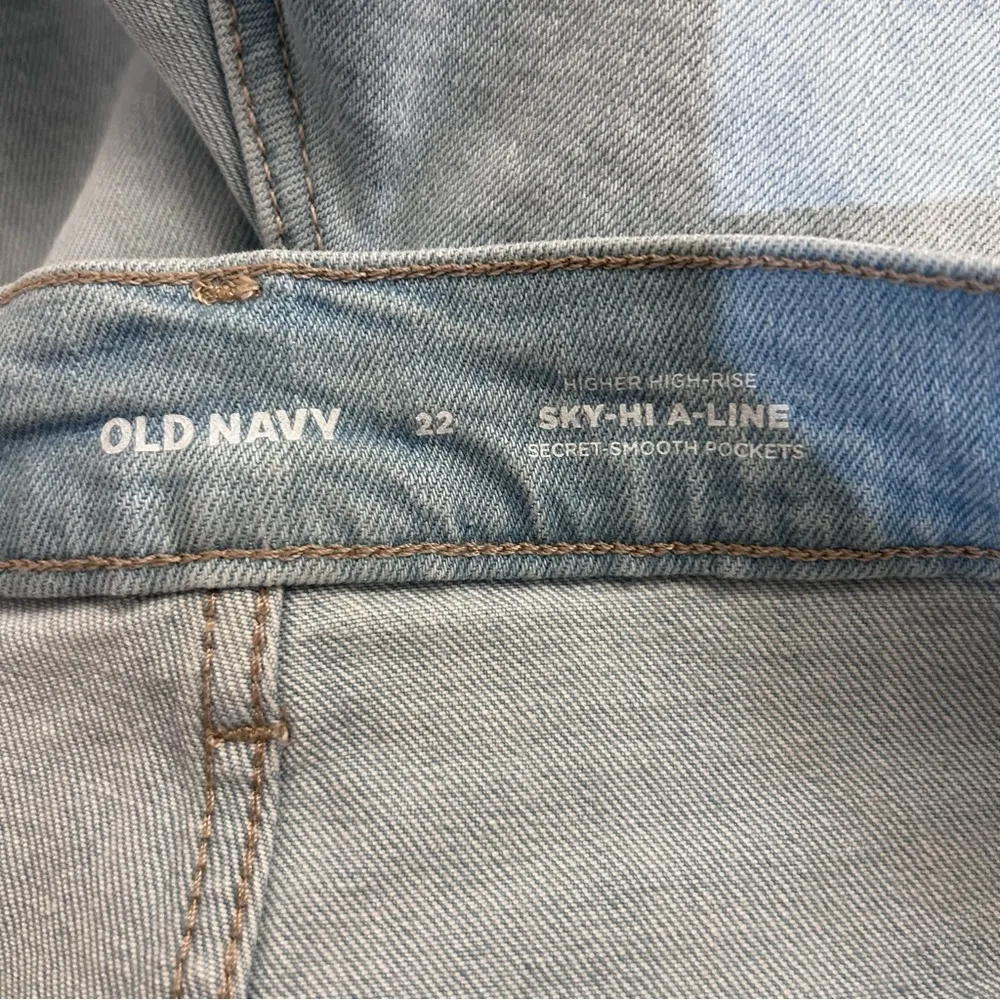 OLD NAVY
22
HIGHER HIGH-RISE
SKY-HI A-LINE
SECRET-SMOOTH POCKETS